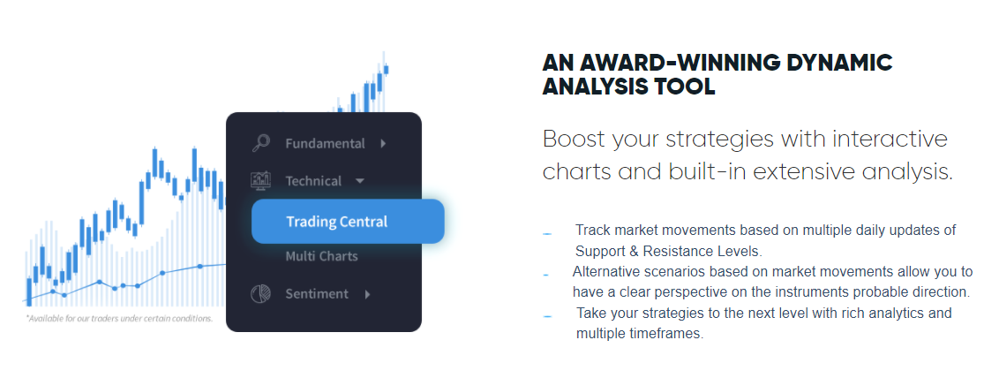 AN AWARD-WINNING DYNAMIC
ANALYSIS TOOL
Boost your strategies with interactive
charts and built-in extensive analysis.
Track market movements based on multiple daily updates of
Support & Resistance Levels.
Alternative scenarios based on market movements allow you to
have a clear perspective on the instruments probable direction.
Take your strategies to the next level with rich analytics and
multiple timeframes.
Fundamental
Technical
Trading Central
Multi Charts
Sentiment
*Available for our traders under certain conditions.